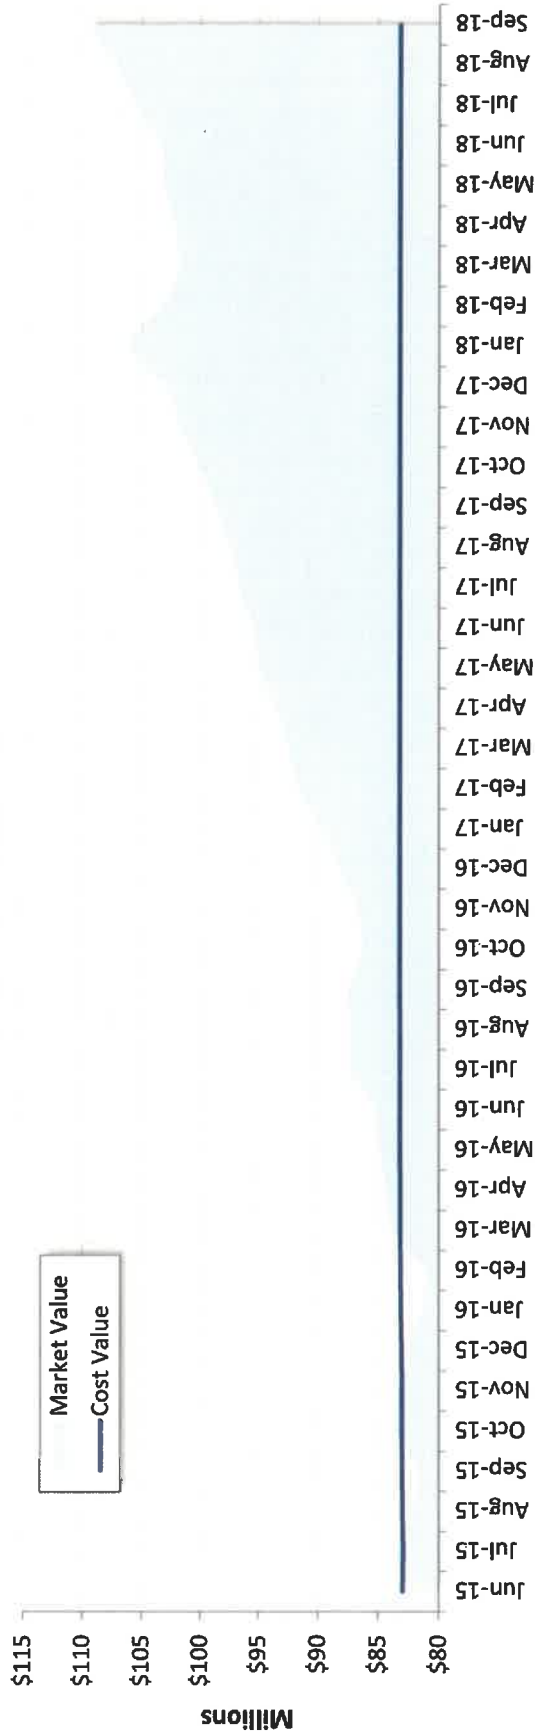 Millions
$115
$110
$105
$100
$95
$90
$85
$80
Market Value
Cost Value
Jun-15
Jul-15
Aug-15
Sep-15
Oct-15
Nov-15
Dec-15
Jan-16
Feb-16
Mar-16
Apr-16
May-16
Jun-16
Jul-16
Aug-16
Sep-16
Oct-16
Nov-16
Dec-16
Jan-17
Feb-17
Mar-17
Apr-17
May-17
Jun-17
Jul-17
Aug-17
Sep-17
Oct-17
Nov-17
Dec-17
Jan-18
Feb-18
Mar-18
Apr-18
May-18
Jun-18
Jul-18
Aug-18
Sep-18